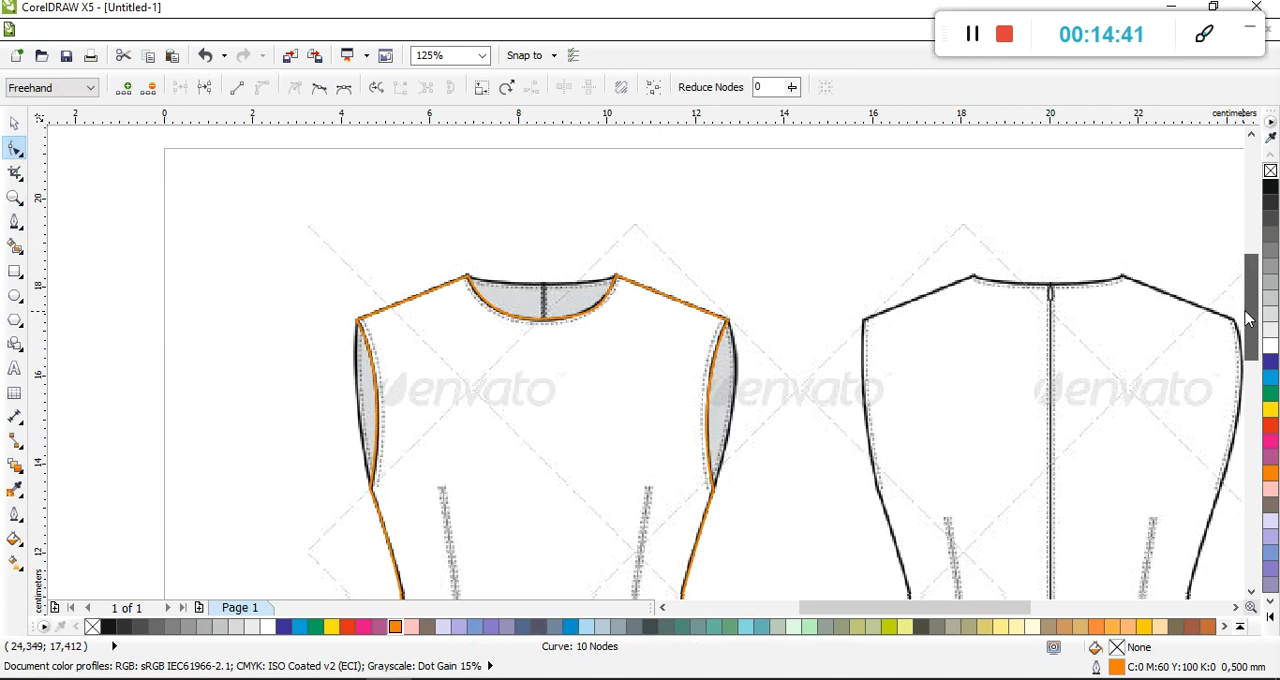 CorelDRAW X5 - [Untitled-1]
00:14:41
125%
Snap to
Freehand
Reduce Nodes 0
2 0 2 4 6 8 10 12 14 16 18 20 22 centimeters
20
18
16
14
12
centimeters
envato envato envato
1 of 1 Page 1
( 24,349; 17,412 ) Curve: 10 Nodes None
Document color profiles: RGB: sRGB IEC61966-2.1; CMYK: ISO Coated v2 (ECI); Grayscale: Dot Gain 15% C:0 M:60 Y:100 K:0 0,500 mm